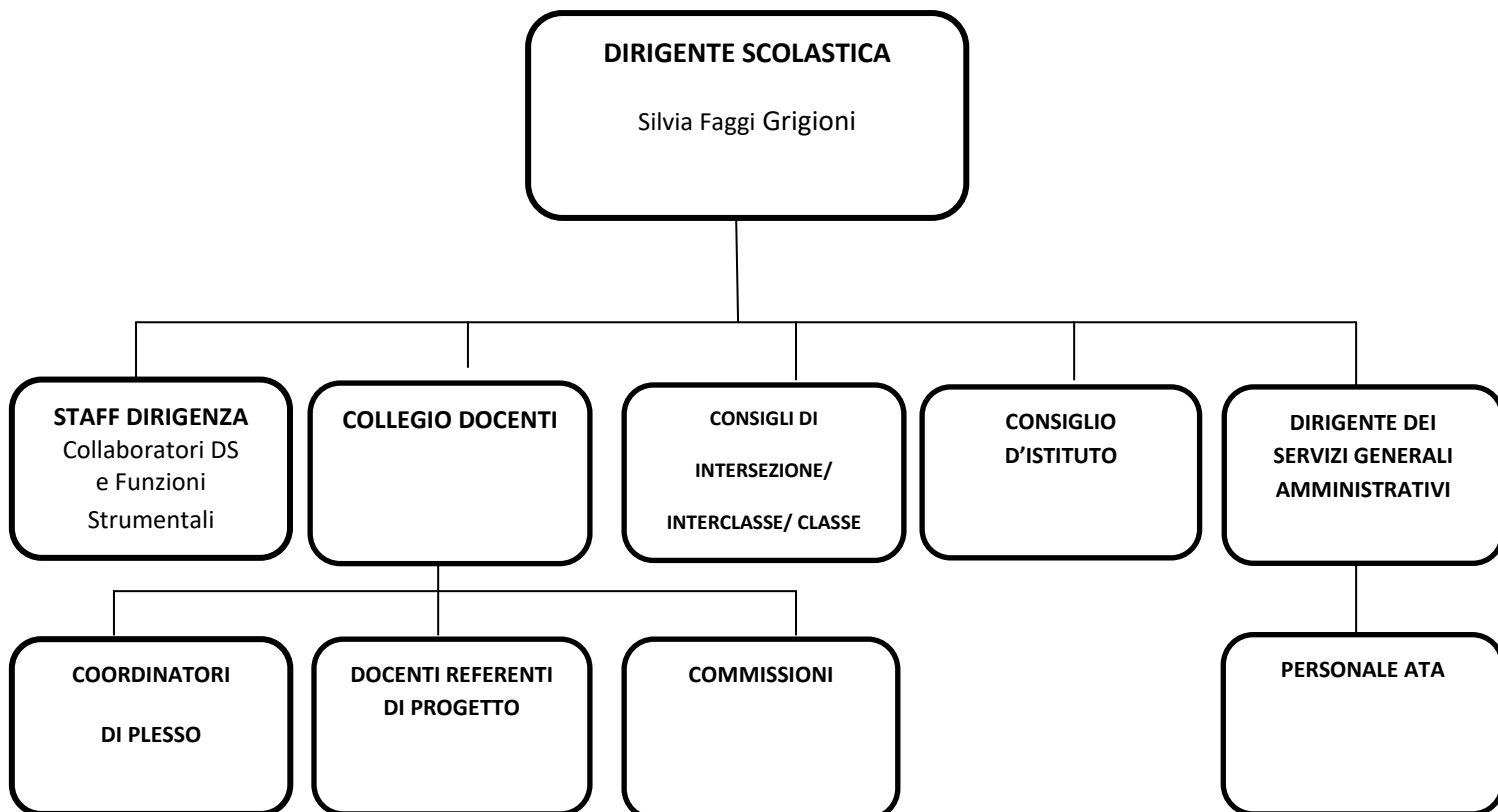 DIRIGENTE SCOLASTICA
Silvia Faggi Grigioni
STAFF DIRIGENZA
Collaboratori DS
e Funzioni
Strumentali
COLLEGIO DOCENTI
CONSIGLI DI
INTERSEZIONE/
INTERCLASSE/ CLASSE
CONSIGLIO
D’ISTITUTO
DIRIGENTE DEI
SERVIZI GENERALI
AMMINISTRATIVI
COORDINATORI
DI PLESSO
DOCENTI REFERENTI
DI PROGETTO
COMMISSIONI
PERSONALE ATA